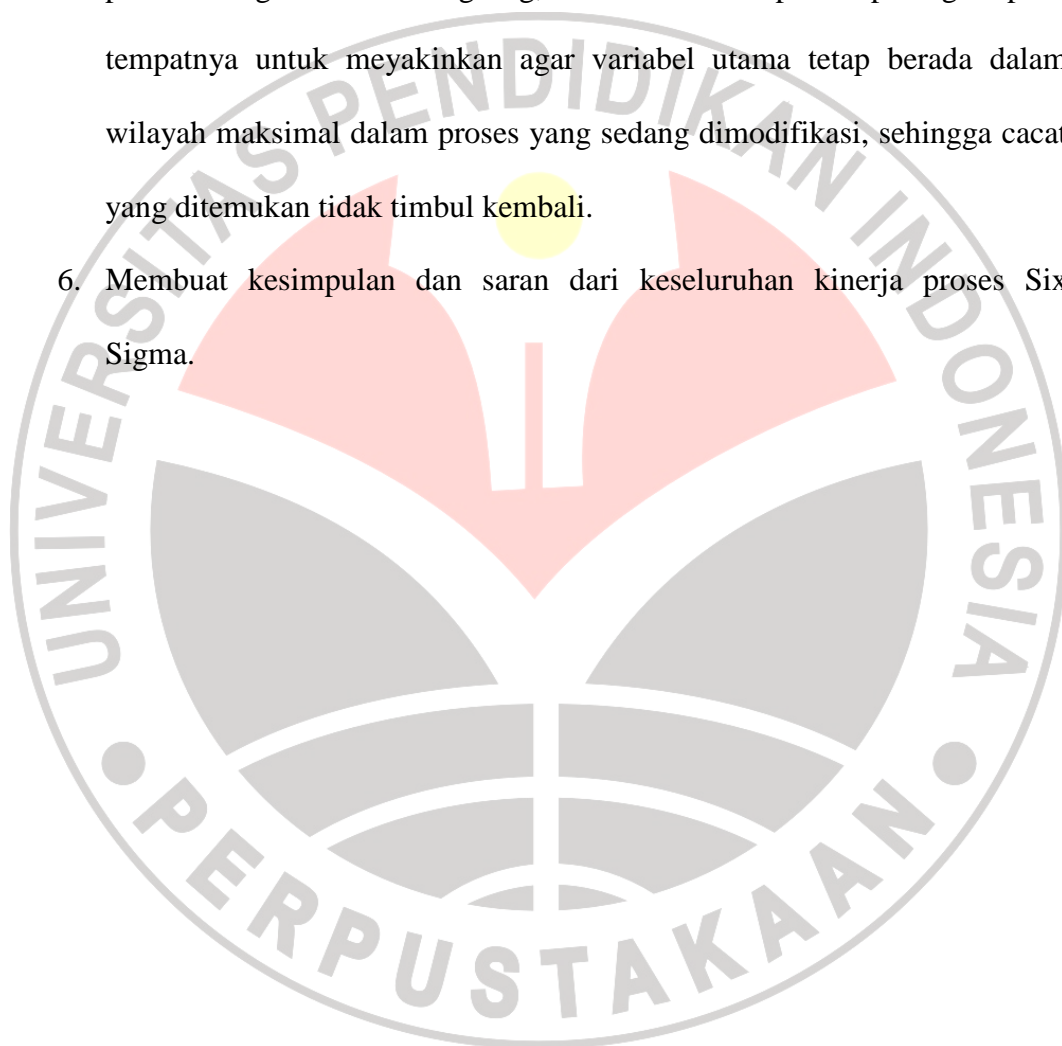 tempatnya untuk meyakinkan agar variabel utama tetap berada dalam
wilayah maksimal dalam proses yang sedang dimodifikasi, sehingga cacat
yang ditemukan tidak timbul kembali.
6. Membuat kesimpulan dan saran dari keseluruhan kinerja proses Six
Sigma.
UNIVERSITAS PENDIDIKAN INDONESIA
PERPUSTAKAAN